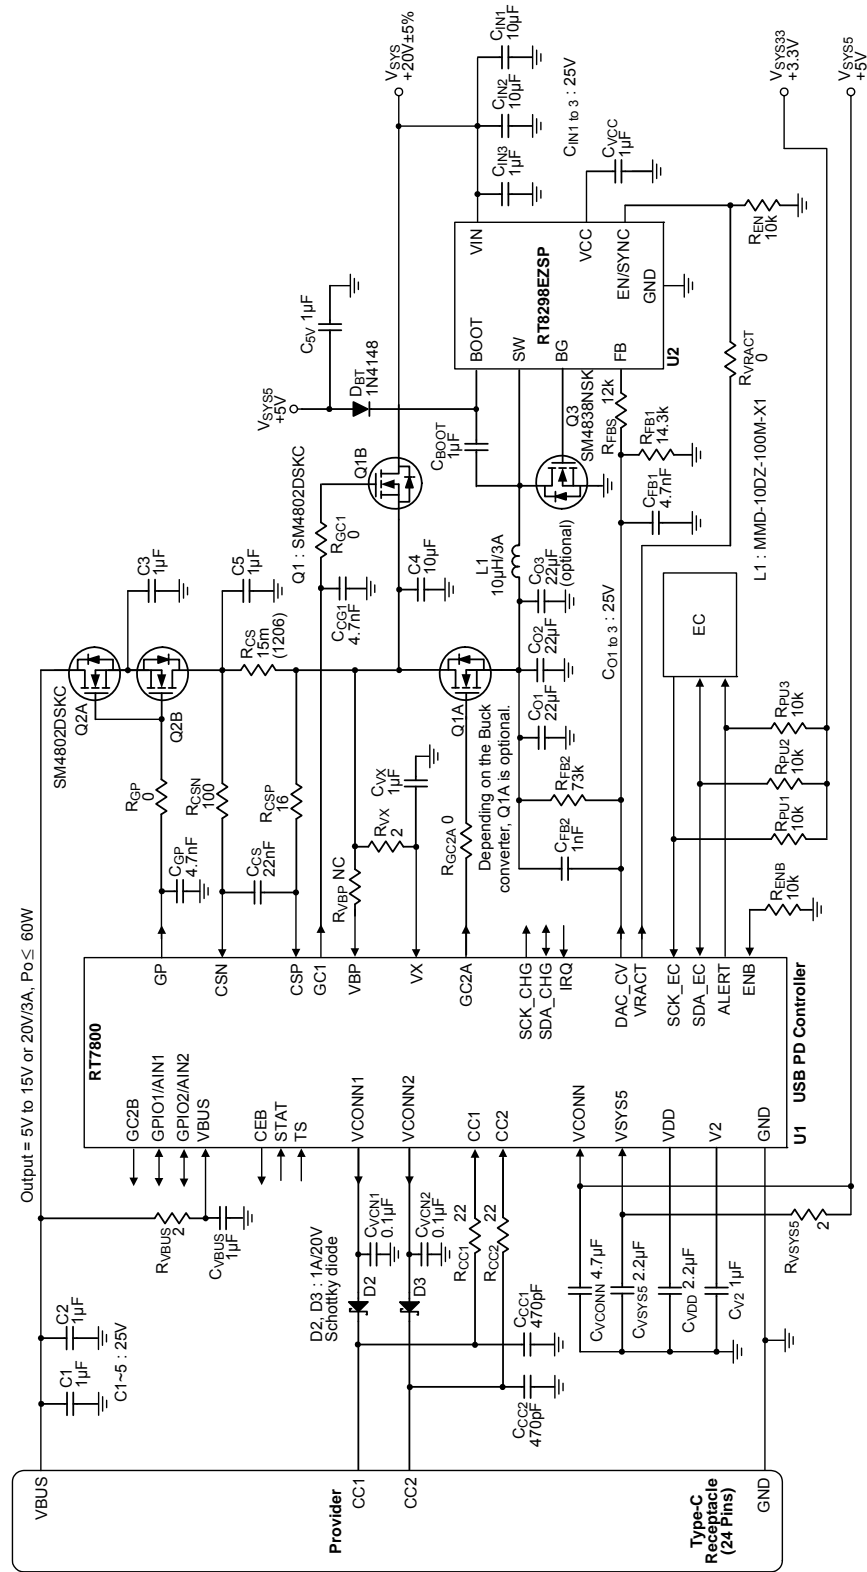 Output = 5V to 15V or 20V/3A, Po ≤ 60W
Provider
VBUS
CC1
CC2
GND
Type-C
Receptacle
(24 Pins)
C1
1µF
C2
1µF
C1~5 : 25V
RVBUS
2
CVBUS
1µF
D2, D3 : 1A/20V
Schottky diode
D2
D3
CVCN1
0.1µF
CVCN2
0.1µF
RCC1
22
RCC2
22
CCC1
470pF
CCC2
470pF
CVCONN 4.7µF
CVSYS5 2.2µF
CVDD 2.2µF
CV2 1µF
RVSYS5
2
RT7800
GC2B
GPIO1/AIN1
GPIO2/AIN2
VBUS
CEB
STAT
TS
VCONN1
VCONN2
CC1
CC2
VCONN
VSYS5
VDD
V2
GND
U1
USB PD Controller
GP
CSN
CSP
GC1
VBP
VX
GC2A
SCK_CHG
SDA_CHG
IRQ
DAC_CV
VRACT
SCK_EC
SDA_EC
ALERT
ENB
SM4802DSKC
Q2A
Q2B
RGP
0
CGP
4.7nF
C3
1µF
C5
1µF
RCS
15m
(1206)
RCSN
100
CCS
22nF
RCSP
16
RVBP NC
RVX
2
CVX
1µF
Q1 : SM4802DSKC
RGC1
0
CCG1
4.7nF
Q1B
C4
10µF
Q1A
RGC2A 0
Depending on the Buck
converter, Q1A is optional.
CFB2
1nF
RFB2
73k
CO1
22µF
CO2
22µF
CO3
22µF
(optional)
CO1 to 3 : 25V
L1
10µH/3A
VSYS5
+5V
C5V 1µF
DBT
1N4148
CBOOT
1µF
Q3
SM4838NSK
RFBS
12k
RFB1
14.3k
CFB1
4.7nF
BOOT
SW
BG
FB
RT8298EZSP
VIN
VCC
EN/SYNC
GND
U2
CIN3
1µF
CIN2
10µF
CIN1
10µF
CIN1 to 3 : 25V
CVCC
1µF
REN
10k
RVRACT
0
L1 : MMD-10DZ-100M-X1
EC
RPU1
10k
RPU2
10k
RPU3
10k
RENB
10k
VSYS
+20V±5%
VSYS33
+3.3V
VSYS5
+5V